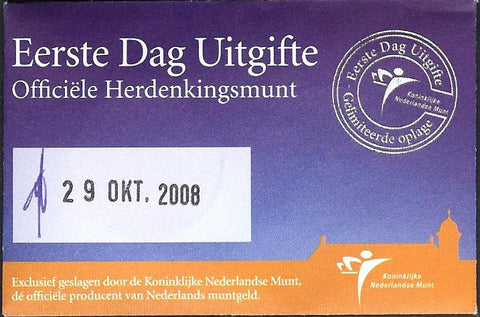 Eerste Dag Uitgifte
Officiële Herdenkingsmunt
· Eerste Dag Uitgifte ·
Gelimiteerde oplage
Koninklijke
Nederlandse Munt
29 OKT. 2008
Exclusief geslagen door de Koninklijke Nederlandse Munt,
dé officiële producent van Nederlands muntgeld.
Koninklijke
Nederlandse Munt